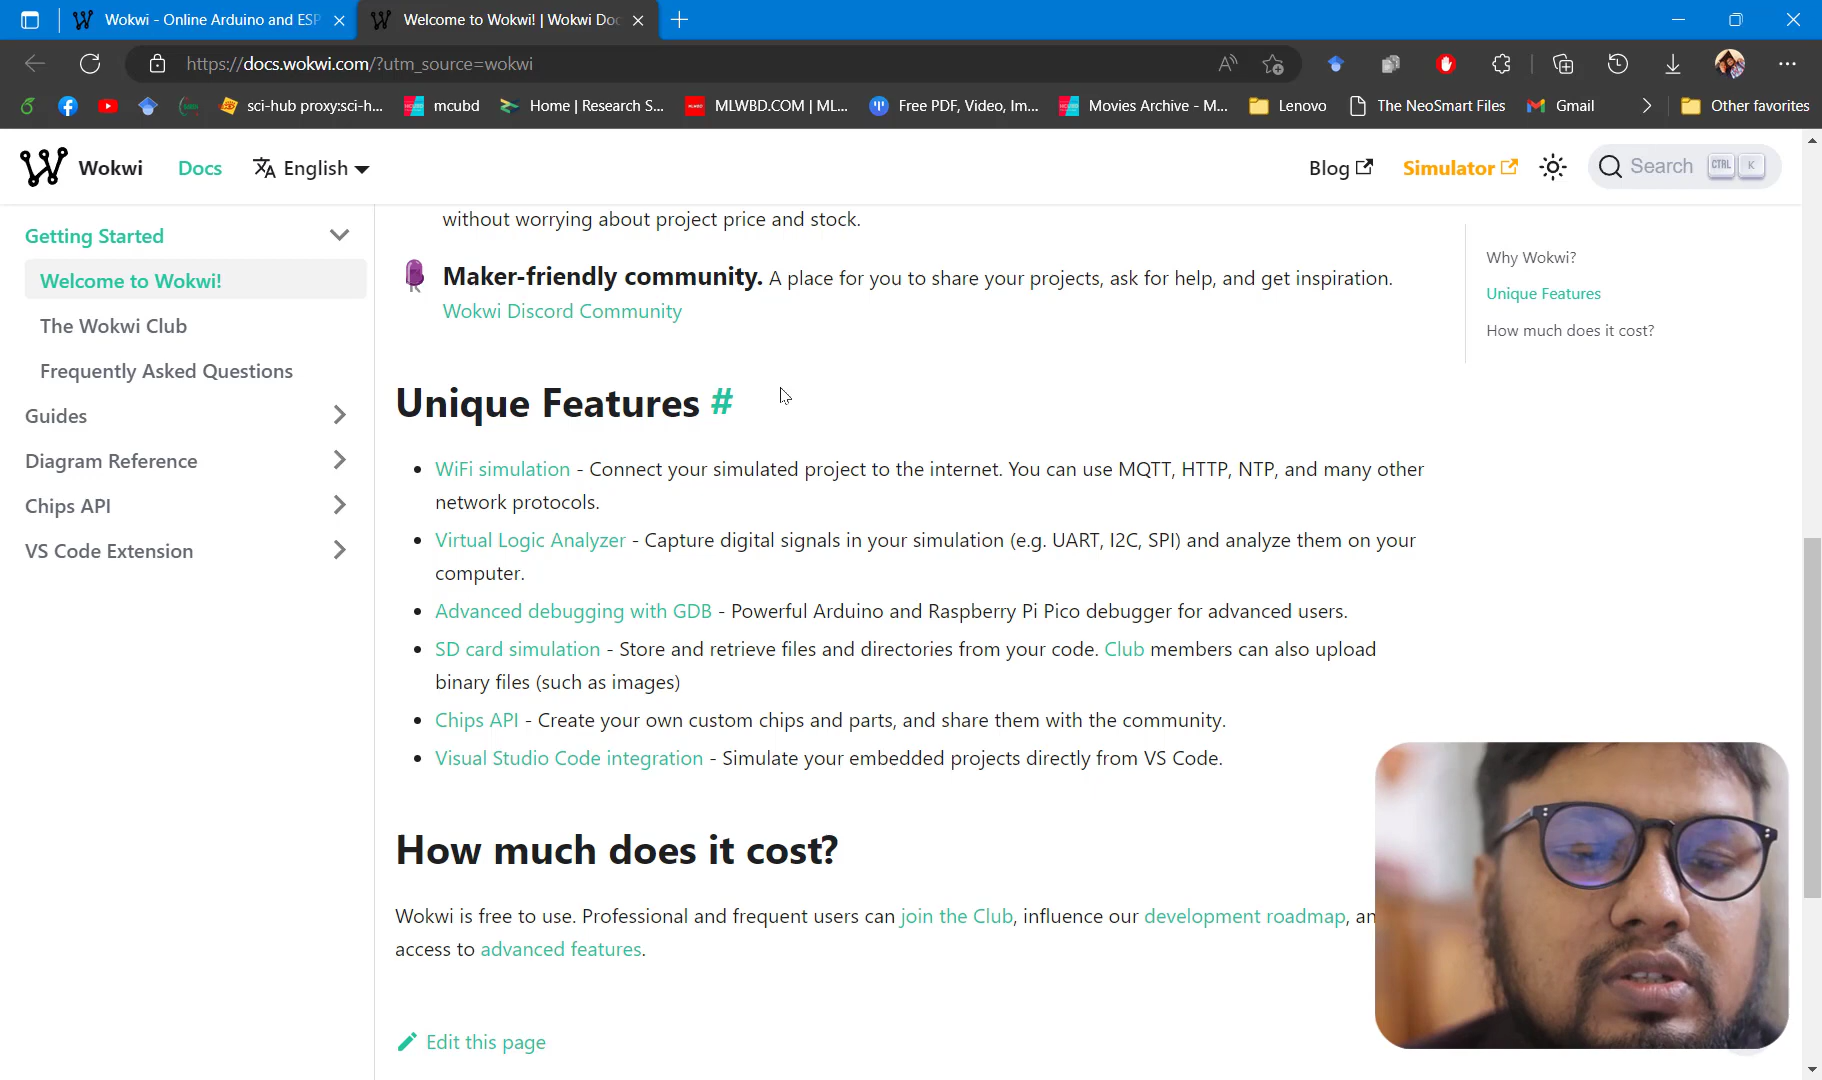 Wokwi - Online Arduino and ESP
Welcome to Wokwi! | Wokwi Doc
https://docs.wokwi.com/?utm_source=wokwi
sci-hub proxy:sci-h...
mcubd
Home | Research S...
MLWBD.COM | ML...
Free PDF, Video, Im...
Movies Archive - M...
Lenovo
The NeoSmart Files
Gmail
Other favorites
Wokwi
Docs
English
Blog
Simulator
Search
CTRL
K
Getting Started
Welcome to Wokwi!
The Wokwi Club
Frequently Asked Questions
Guides
Diagram Reference
Chips API
VS Code Extension
without worrying about project price and stock.
Maker-friendly community. A place for you to share your projects, ask for help, and get inspiration.
Wokwi Discord Community
Unique Features #
WiFi simulation - Connect your simulated project to the internet. You can use MQTT, HTTP, NTP, and many other
network protocols.
Virtual Logic Analyzer - Capture digital signals in your simulation (e.g. UART, I2C, SPI) and analyze them on your
computer.
Advanced debugging with GDB - Powerful Arduino and Raspberry Pi Pico debugger for advanced users.
SD card simulation - Store and retrieve files and directories from your code. Club members can also upload
binary files (such as images)
Chips API - Create your own custom chips and parts, and share them with the community.
Visual Studio Code integration - Simulate your embedded projects directly from VS Code.
How much does it cost?
Wokwi is free to use. Professional and frequent users can join the Club, influence our development roadmap, an
access to advanced features.
Edit this page
Why Wokwi?
Unique Features
How much does it cost?